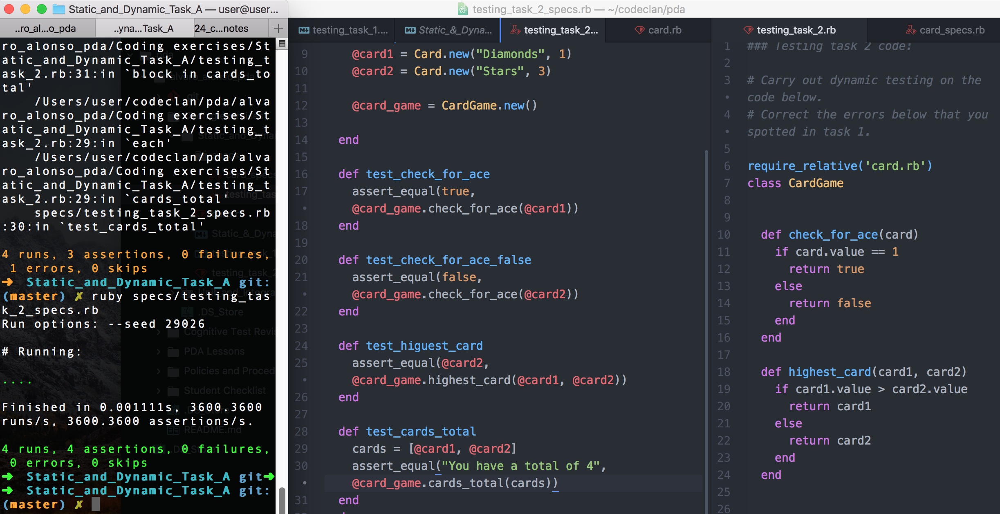 Static_and_Dynamic_Task_A — user@user...
..ro_al...o_pda
..yna...Task_A
24_c...notes
ro_alonso_pda/Coding exercises/St
atic_and_Dynamic_Task_A/testing_t
ask_2.rb:31:in `block in cards_to
tal'
/Users/user/codeclan/pda/alva
ro_alonso_pda/Coding exercises/St
atic_and_Dynamic_Task_A/testing_t
ask_2.rb:29:in `each'
/Users/user/codeclan/pda/alva
ro_alonso_pda/Coding exercises/St
atic_and_Dynamic_Task_A/testing_t
ask_2.rb:29:in `cards_total'
specs/testing_task_2_specs.rb
:30:in `test_cards_total'
4 runs, 3 assertions, 0 failures,
1 errors, 0 skips
➜ Static_and_Dynamic_Task_A git:
(master) ✗ ruby specs/testing_tas
k_2_specs.rb
Run options: --seed 29026
# Running:
....
Finished in 0.001111s, 3600.3600
runs/s, 3600.3600 assertions/s.
4 runs, 4 assertions, 0 failures,
0 errors, 0 skips
➜ Static_and_Dynamic_Task_A git➜
➜ Static_and_Dynamic_Task_A git:
(master) ✗
.DS_Store
Cognitive Test Revis
PDA Lessons
Policies and Proced
Student Checklist
README.md
testing_task_2_specs.rb — ~/codeclan/pda
testing_task_1....
Static_&_Dyna...
testing_task_2...
card.rb
testing_task_2.rb
card_specs.rb
9 @card1 = Card.new("Diamonds", 1)
10 @card2 = Card.new("Stars", 3)
11
12 @card_game = CardGame.new()
13
14 end
15
16 def test_check_for_ace
17 assert_equal(true,
• @card_game.check_for_ace(@card1))
18 end
19
20 def test_check_for_ace_false
21 assert_equal(false,
• @card_game.check_for_ace(@card2))
22 end
23
24 def test_higuest_card
25 assert_equal(@card2,
• @card_game.highest_card(@card1, @card2))
26 end
27
28 def test_cards_total
29 cards = [@card1, @card2]
30 assert_equal("You have a total of 4",
• @card_game.cards_total(cards))
31 end
1 ### Testing task 2 code:
2
3 # Carry out dynamic testing on the
• code below.
4 # Correct the errors below that you
• spotted in task 1.
5
6 require_relative('card.rb')
7 class CardGame
8
9
10 def check_for_ace(card)
11 if card.value == 1
12 return true
13 else
14 return false
15 end
16 end
17
18 def highest_card(card1, card2)
19 if card1.value > card2.value
20 return card1
21 else
22 return card2
23 end
24 end
25
26